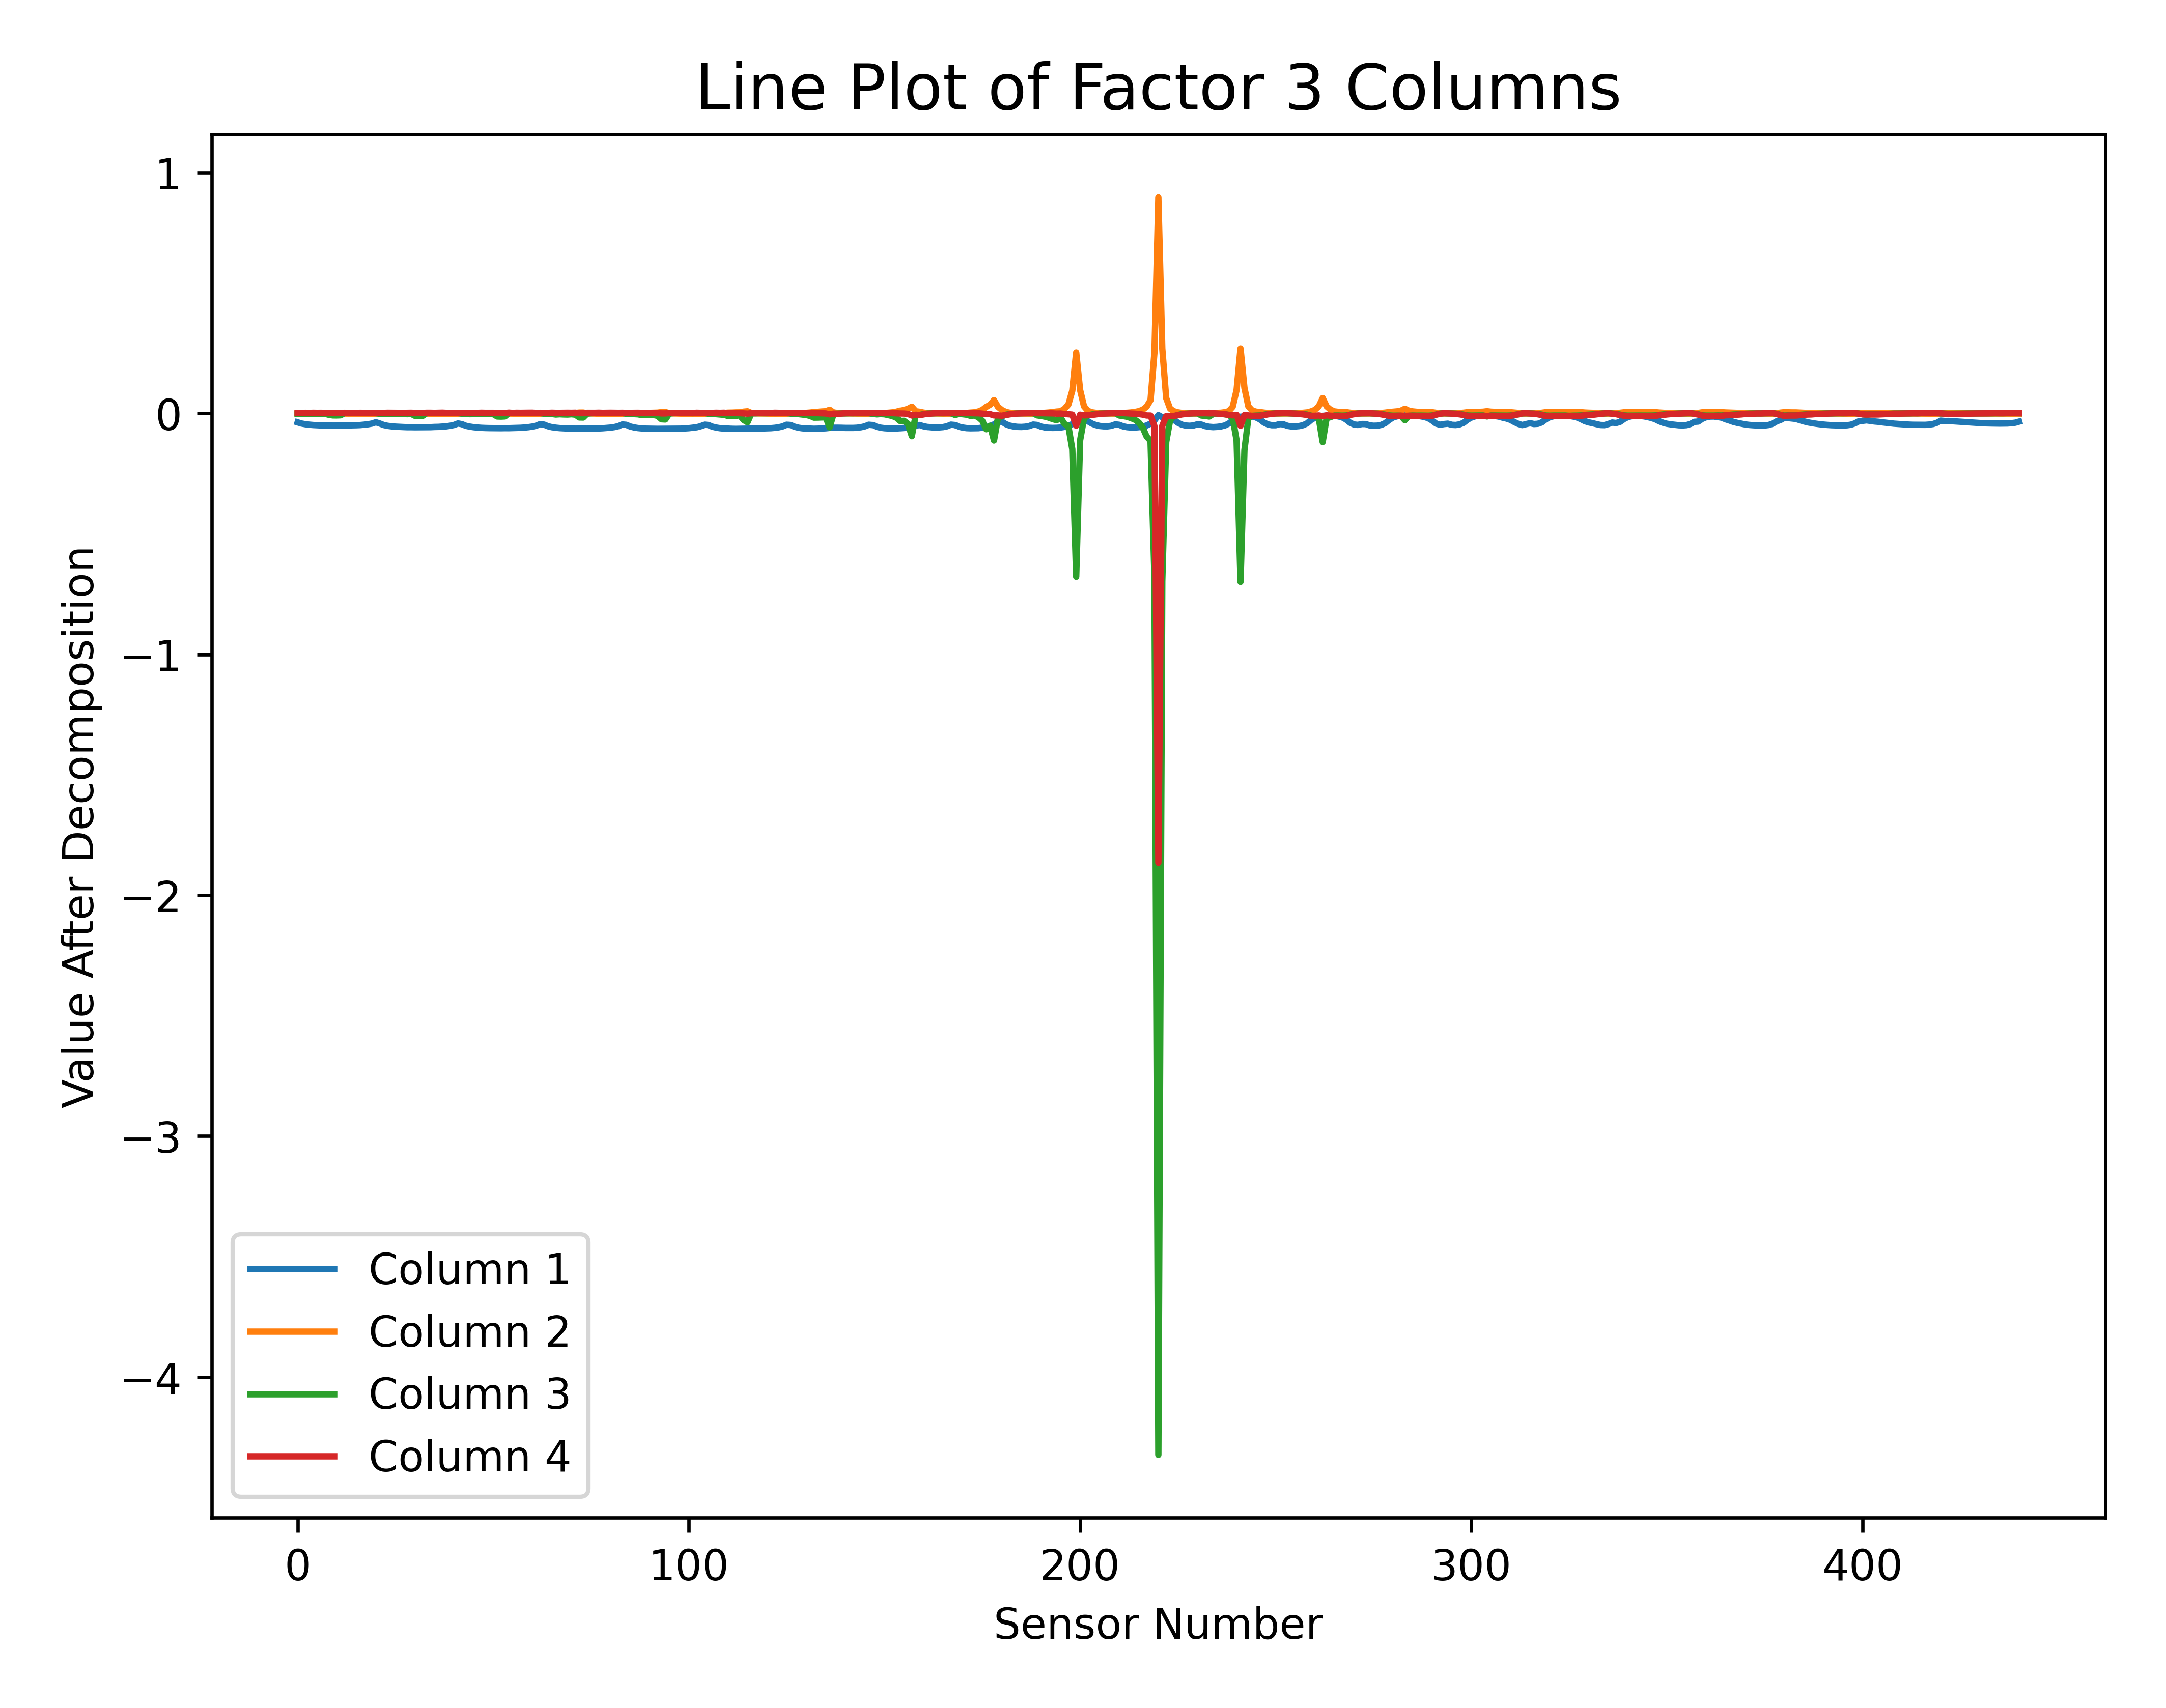 Line Plot of Factor 3 Columns
1
0
−1
−2
−3
−4
Value After Decomposition
Column 1
Column 2
Column 3
Column 4
0 100 200 300 400
Sensor Number